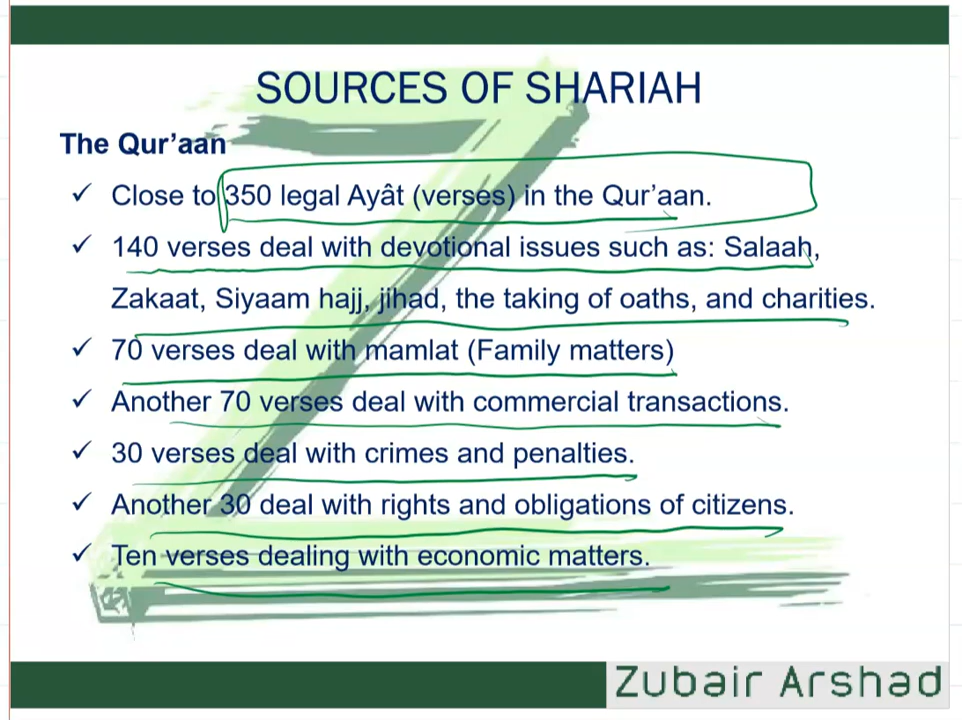 SOURCES OF SHARIAH
The Qur’aan
✓ Close to 350 legal Ayât (verses) in the Qur’aan.
✓ 140 verses deal with devotional issues such as: Salaah,
Zakaat, Siyaam hajj, jihad, the taking of oaths, and charities.
✓ 70 verses deal with mamlat (Family matters)
✓ Another 70 verses deal with commercial transactions.
✓ 30 verses deal with crimes and penalties.
✓ Another 30 deal with rights and obligations of citizens.
✓ Ten verses dealing with economic matters.
Zubair Arshad